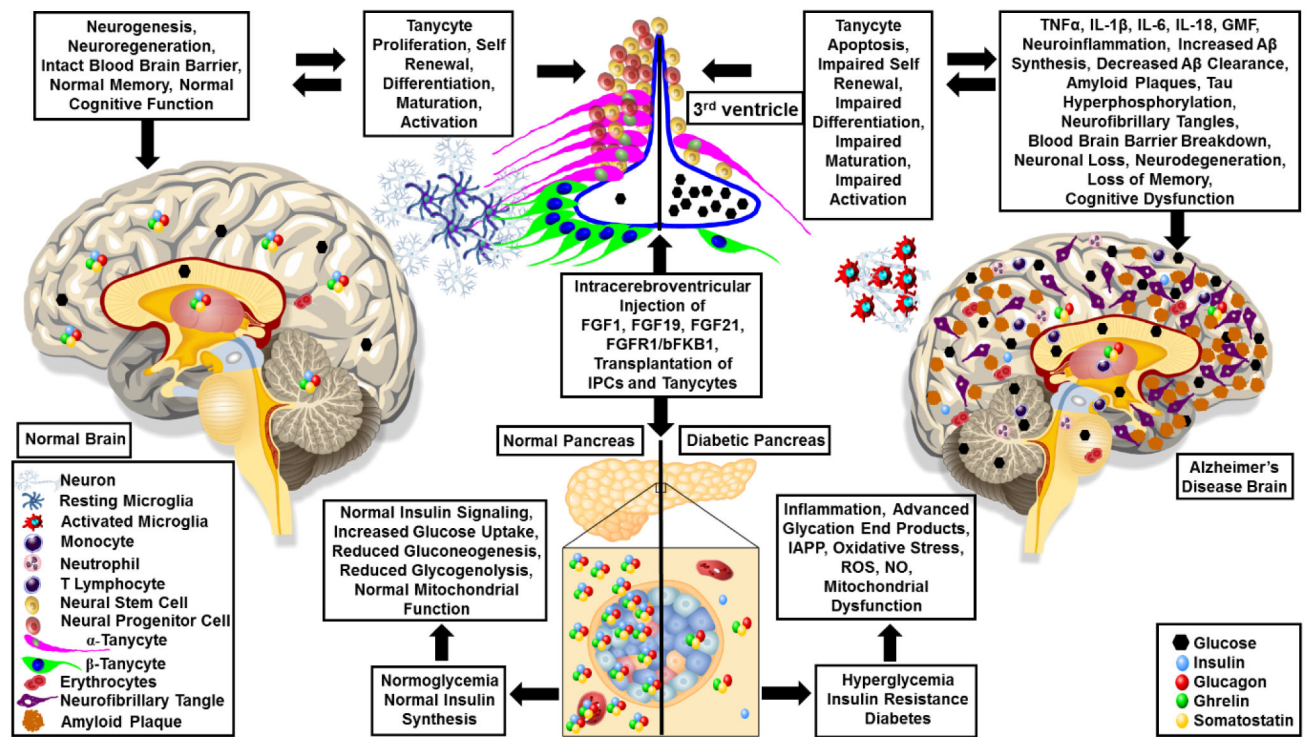 Neurogenesis,
Neuroregeneration,
Intact Blood Brain Barrier,
Normal Memory, Normal
Cognitive Function
Tanycyte
Proliferation, Self
Renewal,
Differentiation,
Maturation,
Activation
3rd ventricle
Tanycyte
Apoptosis,
Impaired Self
Renewal,
Impaired
Differentiation,
Impaired
Maturation,
Impaired
Activation
TNFα, IL-1β, IL-6, IL-18, GMF,
Neuroinflammation, Increased Aβ
Synthesis, Decreased Aβ Clearance,
Amyloid Plaques, Tau
Hyperphosphorylation,
Neurofibrillary Tangles,
Blood Brain Barrier Breakdown,
Neuronal Loss, Neurodegeneration,
Loss of Memory,
Cognitive Dysfunction
Intracerebroventricular
Injection of
FGF1, FGF19, FGF21,
FGFR1/bFKB1,
Transplantation of
IPCs and Tanycytes
Normal Brain
Normal Pancreas
Diabetic Pancreas
Alzheimer's
Disease Brain
Neuron
Resting Microglia
Activated Microglia
Monocyte
Neutrophil
T Lymphocyte
Neural Stem Cell
Neural Progenitor Cell
α-Tanycyte
β-Tanycyte
Erythrocytes
Neurofibrillary Tangle
Amyloid Plaque
Normal Insulin Signaling,
Increased Glucose Uptake,
Reduced Gluconeogenesis,
Reduced Glycogenolysis,
Normal Mitochondrial
Function
Inflammation, Advanced
Glycation End Products,
IAPP, Oxidative Stress,
ROS, NO,
Mitochondrial
Dysfunction
Normoglycemia
Normal Insulin
Synthesis
Hyperglycemia
Insulin Resistance
Diabetes
Glucose
Insulin
Glucagon
Ghrelin
Somatostatin